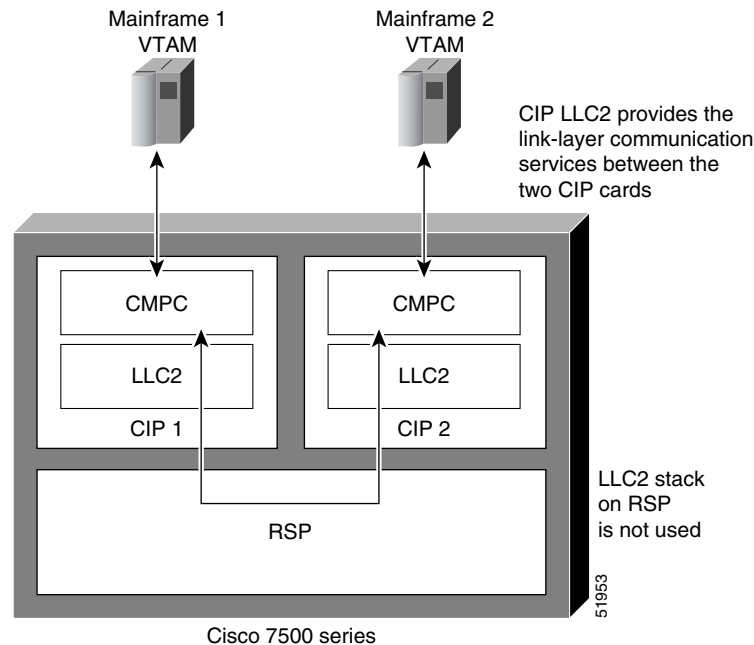 Mainframe 1
VTAM
Mainframe 2
VTAM
CIP LLC2 provides the
link-layer communication
services between the
two CIP cards
CMPC
LLC2
CIP 1
CMPC
LLC2
CIP 2
RSP
LLC2 stack
on RSP
is not used
51953
Cisco 7500 series